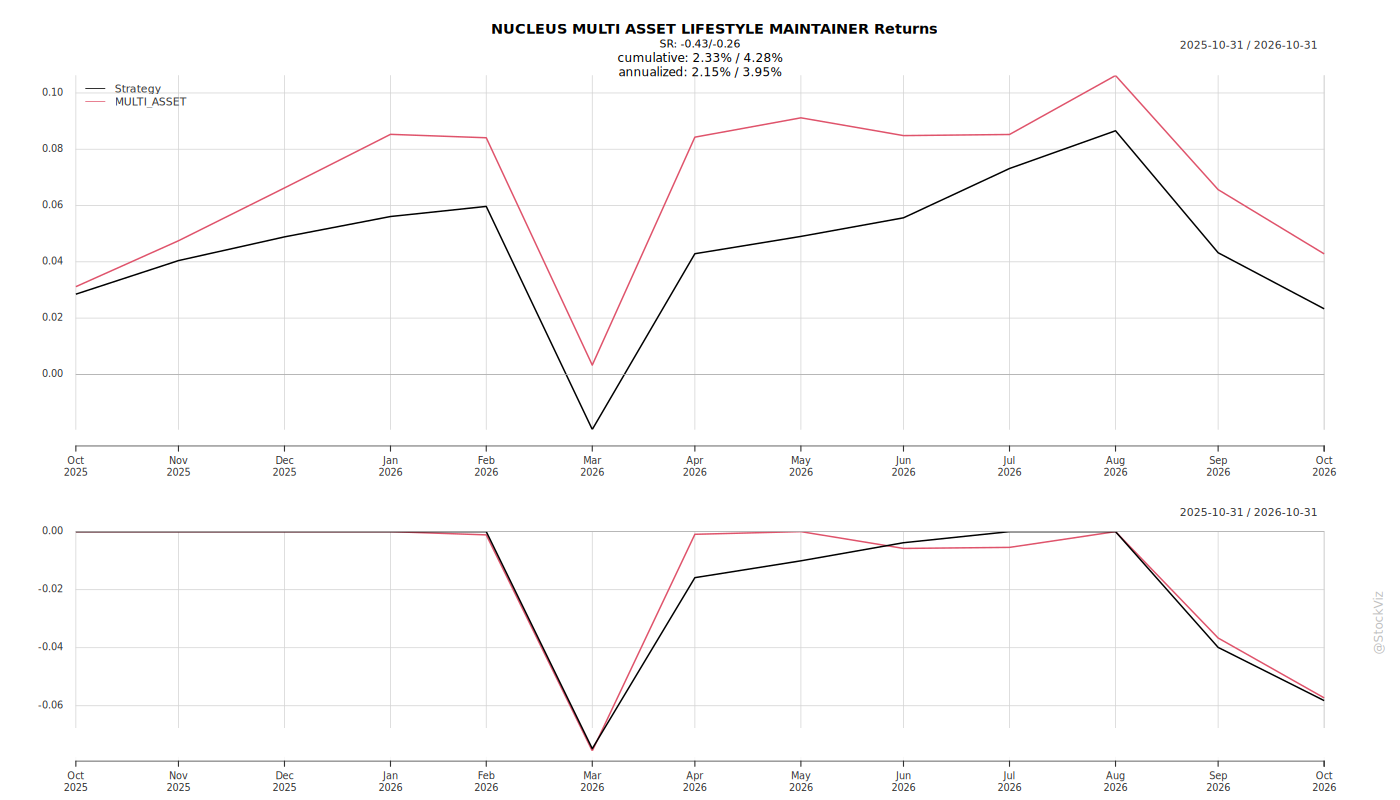 NUCLEUS MULTI ASSET LIFESTYLE MAINTAINER Returns
SR: -0.43/-0.26
cumulative: 2.33% / 4.28%
annualized: 2.15% / 3.95%
2025-10-31 / 2026-10-31
Strategy
MULTI_ASSET
0.10
0.08
0.06
0.04
0.02
0.00
Oct Nov Dec Jan Feb Mar Apr May Jun Jul Aug Sep Oct
2025 2025 2025 2026 2026 2026 2026 2026 2026 2026 2026 2026 2026
2025-10-31 / 2026-10-31
0.00
-0.02
-0.04
-0.06
Oct Nov Dec Jan Feb Mar Apr May Jun Jul Aug Sep Oct
2025 2025 2025 2026 2026 2026 2026 2026 2026 2026 2026 2026 2026
@StockViz